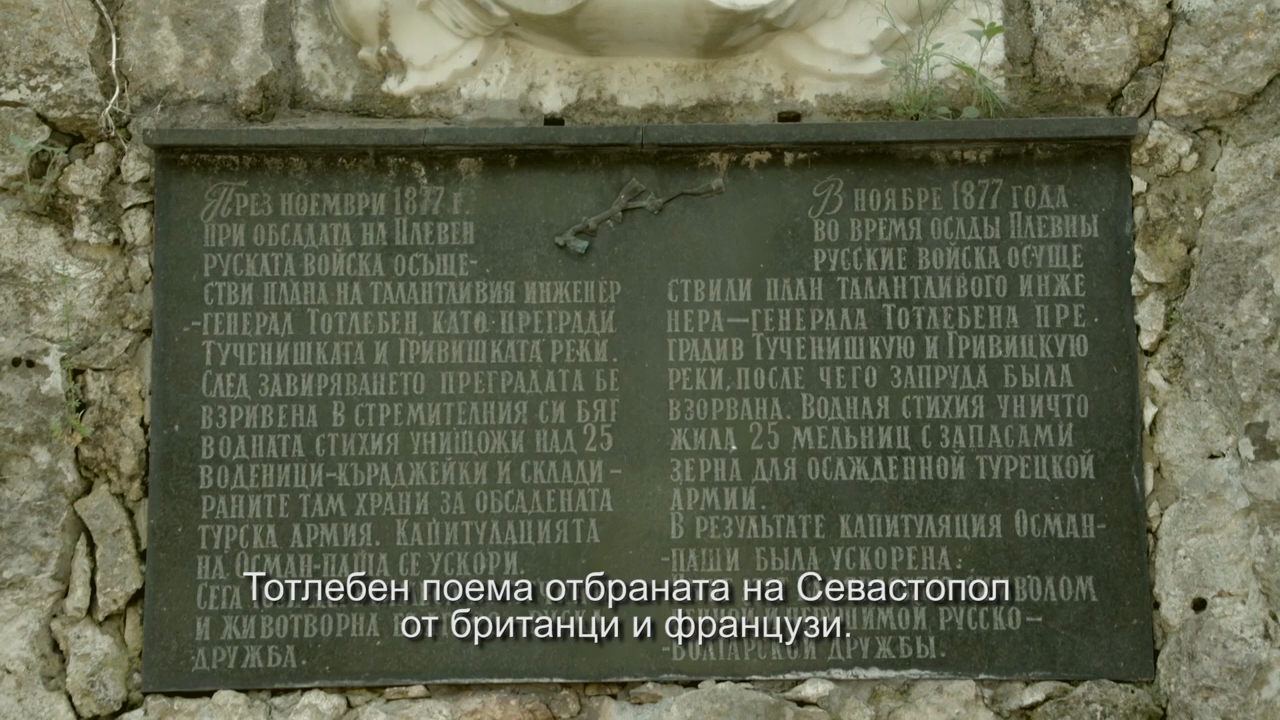 През ноември 1877 г.
при обсадата на Плевен
руската войска осъще-
стви плана на талантливия инженер
-генерал Тотлебен, като прегради
Тученишката и Гривишката реки.
След завиряването преградата бе
взривена. В стремителния си бяг
водната стихия унищожи над 25
воденици-караджейки и склади-
раните там храни за обсадената
турска армия. Капитулацията
на Осман-паша се ускори.
Сега
и животворна
дружба.
В ноябре 1877 года
во время осады Плевны
русские войска осуще
ствили план талантливого инже
нера-генерала Тотлебена пре-
градив Тученишкую и Гривицкую
реки, после чего запруда была
взорвана. Водная стихия уничто
жила 25 мельниц с запасами
зерна для осажденной турецкой
армии.
В результате капитуляция Осман-
-паши была ускорена.
нерушимой русско-
-болгарской дружбы.
Тотлебен поема отбраната на Севастопол
от британци и французи.